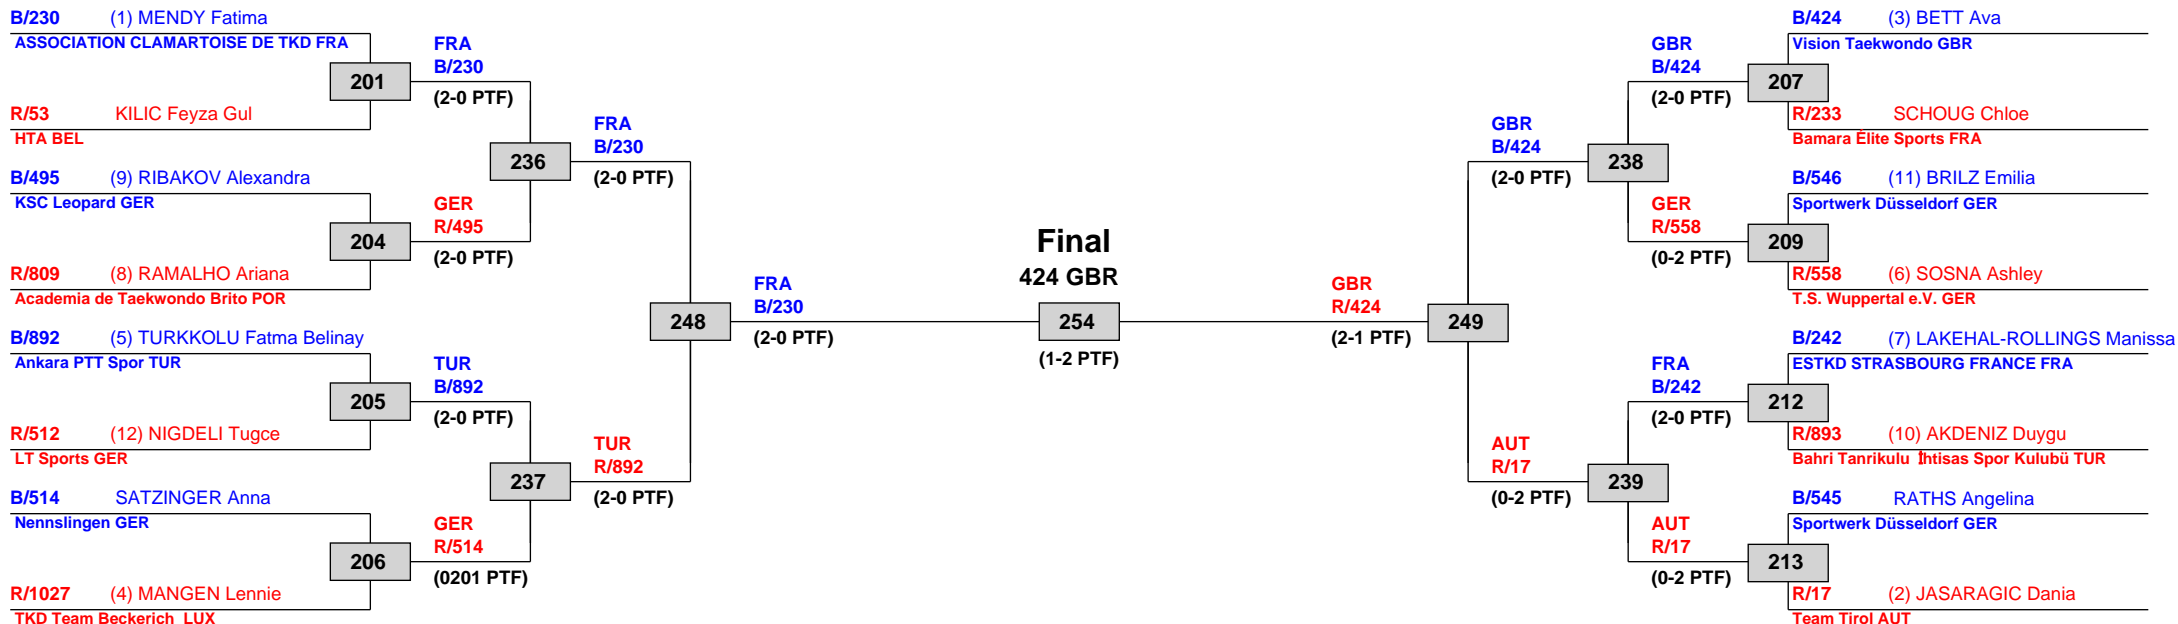 B/230 (1) MENDY Fatima
ASSOCIATION CLAMARTOISE DE TKD FRA
201
R/53 KILIC Feyza Gul
HTA BEL
B/495 (9) RIBAKOV Alexandra
KSC Leopard GER
204
R/809 (8) RAMALHO Ariana
Academia de Taekwondo Brito POR
B/892 (5) TURKKOLU Fatma Belinay
Ankara PTT Spor TUR
205
R/512 (12) NIGDELI Tugce
LT Sports GER
B/514 SATZINGER Anna
Nennslingen GER
206
R/1027 (4) MANGEN Lennie
TKD Team Beckerich LUX
FRA
B/230
(2-0 PTF)
236
GER
R/495
(2-0 PTF)
TUR
B/892
(2-0 PTF)
237
GER
R/514
(0201 PTF)
FRA
B/230
(2-0 PTF)
248
TUR
R/892
(2-0 PTF)
FRA
B/230
(2-0 PTF)
Final
424 GBR
254
(1-2 PTF)
GBR
R/424
(2-1 PTF)
249
GBR
B/424
(2-0 PTF)
238
AUT
R/17
(0-2 PTF)
239
GBR
B/424
(2-0 PTF)
GER
R/558
(0-2 PTF)
FRA
B/242
(2-0 PTF)
AUT
R/17
(0-2 PTF)
B/424 (3) BETT Ava
Vision Taekwondo GBR
207
R/233 SCHOUG Chloe
Bamara Élite Sports FRA
B/546 (11) BRILZ Emilia
Sportwerk Düsseldorf GER
209
R/558 (6) SOSNA Ashley
T.S. Wuppertal e.V. GER
B/242 (7) LAKEHAL-ROLLINGS Manissa
ESTKD STRASBOURG FRANCE FRA
212
R/893 (10) AKDENIZ Duygu
Bahri Tanrikulu İhtisas Spor Kulubü TUR
B/545 RATHS Angelina
Sportwerk Düsseldorf GER
213
R/17 (2) JASARAGIC Dania
Team Tirol AUT